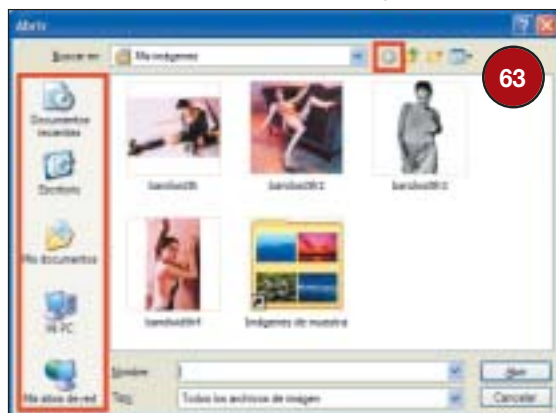 Abrir
Buscar en: Mis imágenes
63
Documentos
recientes
Escritorio
Mis documentos
Mi PC
Mis sitios de red
Imágenes de muestra
Nombre:
Tipo: Todos los archivos de imagen
Abrir
Cancelar